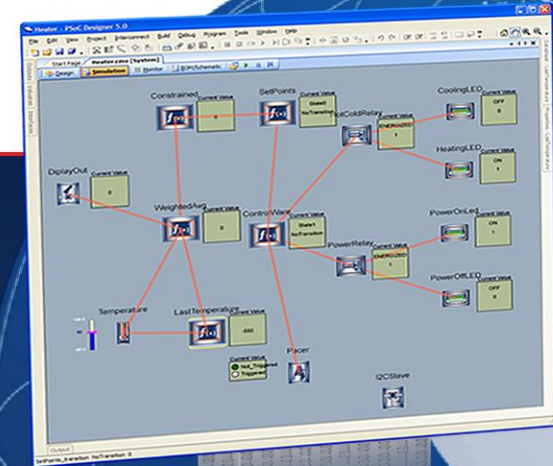 Heater - PSoC Designer 5.0
File Edit View Project Interconnect Build Debug Program Tools Window Help
Start Page Heater.cmx [System]
Design Simulation Monitor BOM/Schematic
Constrained
Current Value
0
SetPoints
Current Value
State0
NoTransition
HotColdRelay
Current Value
ENERGIZED
1
CoolingLED
Current Value
OFF
0
HeatingLED
Current Value
ON
1
DiplayOut
Current Value
0
WeightedAvg
Current Value
0
ControlWare
Current Value
State1
NoTransition
PowerRelay
Current Value
ENERGIZED
1
PowerOnLed
Current Value
ON
1
PowerOffLED
Current Value
OFF
0
Temperature
LastTemperature
Current Value
-550
Current Value
Not_Triggered
Triggered
Pacer
I2CSlave
Output
SetPoints_transition NoTransition 0